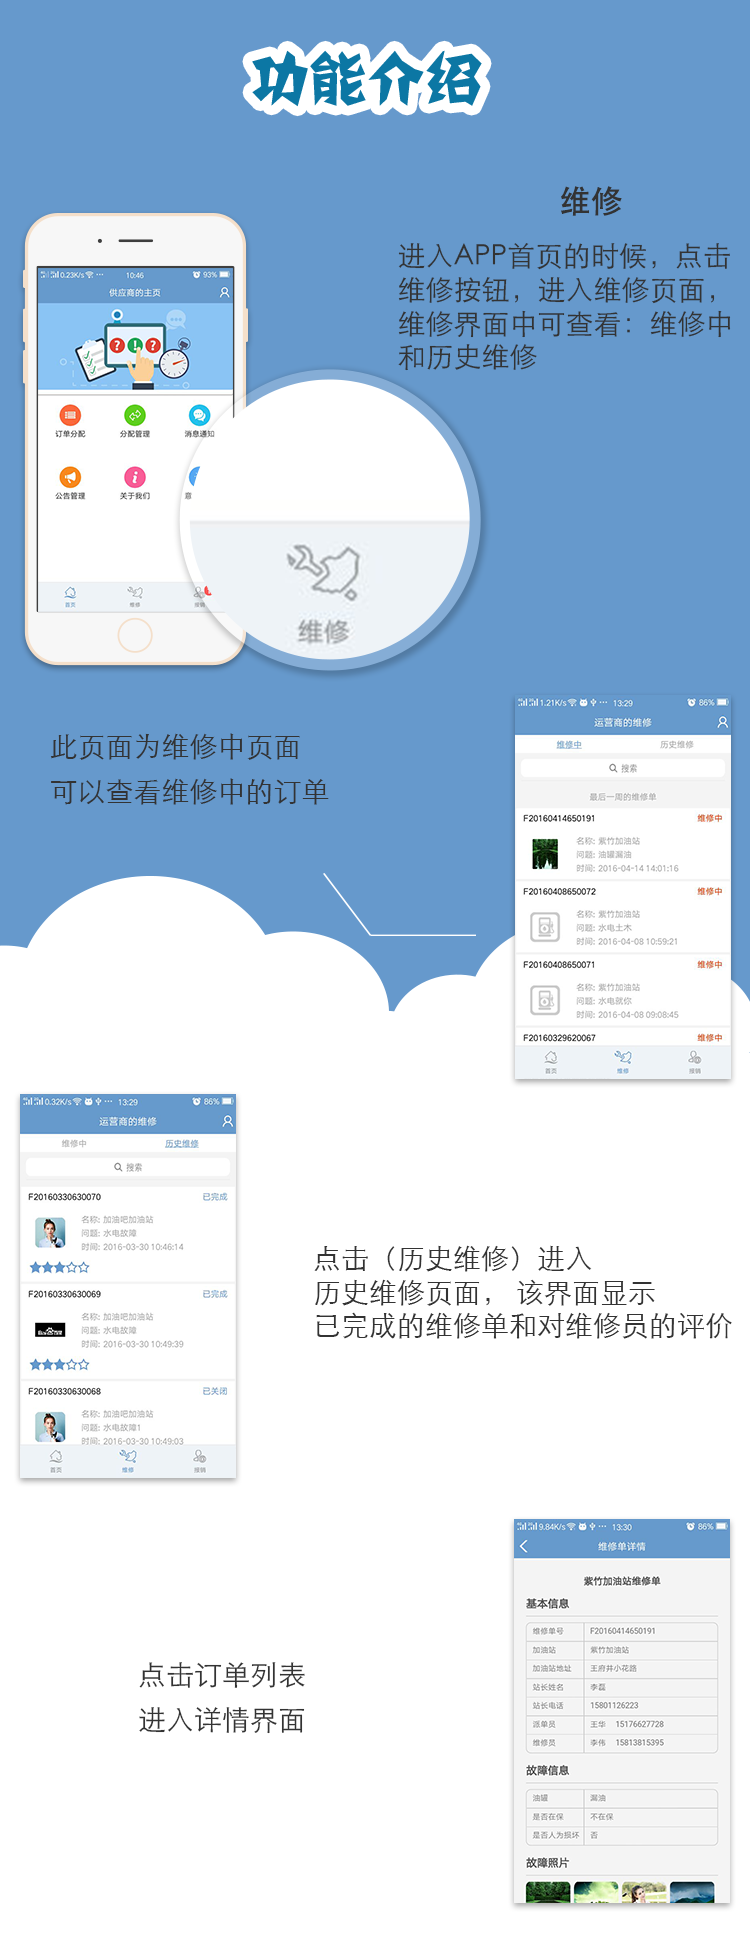 功能介绍
维修
进入APP首页的时候，点击
维修按钮，进入维修页面，
维修界面中可查看：维修中
和历史维修
0.23K/s 10:46 93%
供应商的主页
订单分配 分配管理 消息通知
公告管理 关于我们 意
首页 维修 报销
维修
此页面为维修中页面
可以查看维修中的订单
1.21K/s 13:29 86%
运营商的维修
维修中 历史维修
搜索
最后一周的维修单
F20160414650191 维修中
名称: 紫竹加油站
问题: 油罐漏油
时间: 2016-04-14 14:01:16
F20160408650072 维修中
名称: 紫竹加油站
问题: 水电土木
时间: 2016-04-08 10:59:21
F20160408650071 维修中
名称: 紫竹加油站
问题: 水电就你
时间: 2016-04-08 09:08:45
F20160329620067 维修中
首页 维修 报销
0.32K/s 13:29 86%
运营商的维修
维修中 历史维修
搜索
F20160330630070 已完成
名称: 加油吧加油站
问题: 水电故障
时间: 2016-03-30 10:46:14
F20160330630069 已完成
名称: 加油吧加油站
问题: 水电故障
时间: 2016-03-30 10:49:39
F20160330630068 已关闭
名称: 加油吧加油站
问题: 水电故障1
时间: 2016-03-30 10:49:03
首页 维修 报销
点击（历史维修）进入
历史维修页面， 该界面显示
已完成的维修单和对维修员的评价
9.84K/s 13:30 86%
维修单详情
紫竹加油站维修单
基本信息
维修单号 F20160414650191
加油站 紫竹加油站
加油站地址 王府井小花路
站长姓名 李磊
站长电话 15801126223
派单员 王华 15176627728
维修员 李伟 15813815395
故障信息
油罐 漏油
是否在保 不在保
是否人为损坏 否
故障照片
点击订单列表
进入详情界面